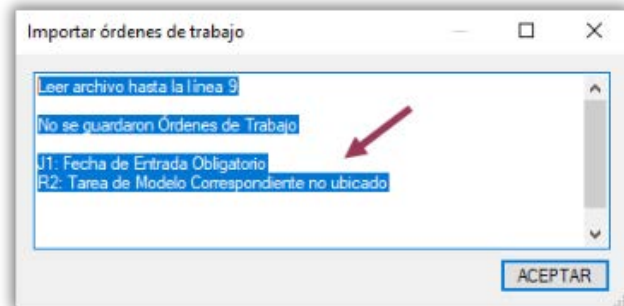 Importar órdenes de trabajo
Leer archivo hasta la línea 9
No se guardaron Órdenes de Trabajo
J1: Fecha de Entrada Obligatorio
R2: Tarea de Modelo Correspondiente no ubicado
ACEPTAR